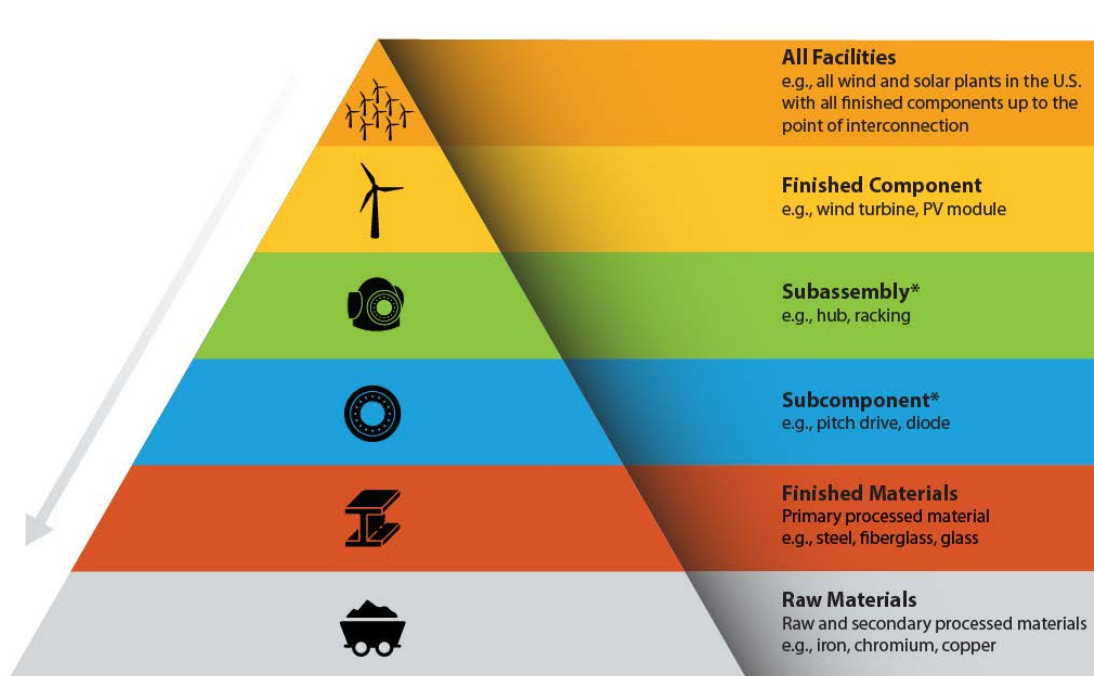 All Facilities
e.g., all wind and solar plants in the U.S.
with all finished components up to the
point of interconnection
Finished Component
e.g., wind turbine, PV module
Subassembly*
e.g., hub, racking
Subcomponent*
e.g., pitch drive, diode
Finished Materials
Primary processed material
e.g., steel, fiberglass, glass
Raw Materials
Raw and secondary processed materials
e.g., iron, chromium, copper